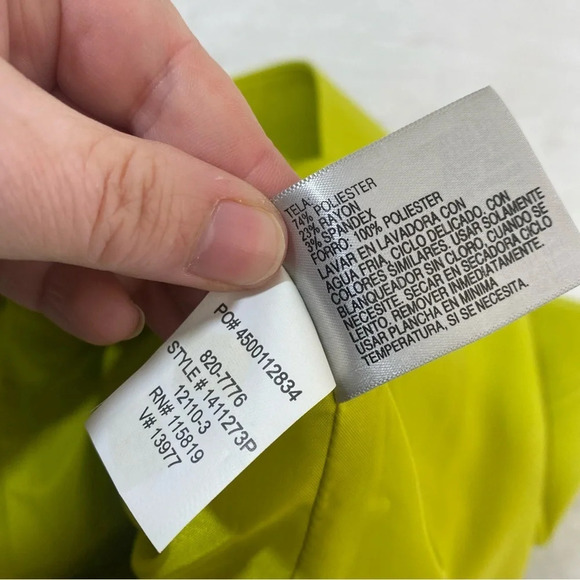 TELA:
74% POLIESTER
23% RAYON
3% SPANDEX
FORRO: 100% POLIESTER
LAVAR EN LAVADORA CON
AGUA FRIA, CICLO DELICADO, CON
COLORES SIMILARES. USAR SOLAMENTE
BLANQUEADOR SIN CLORO, CUANDO SE
NECESITE. SECAR EN SECADORA CICLO
LENTO, REMOVER INMEDIATAMENTE.
USAR PLANCHA EN MINIMA
TEMPERATURA, SI SE NECESITA.
PO# 4500112834
820-7776
STYLE # 1411273P
12110-3
RN# 115819
V# 13977